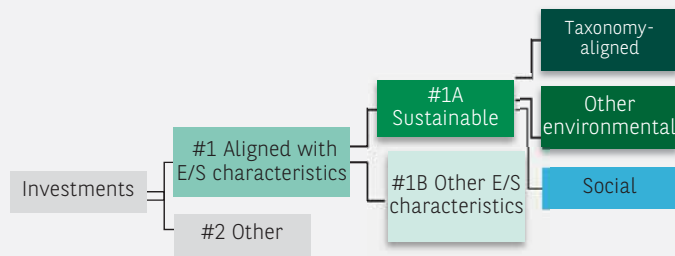 Taxonomy-
aligned
#1A
Sustainable
Other
environmental
#1 Aligned with
E/S characteristics
#1B Other E/S
characteristics
Investments
Social
#2 Other